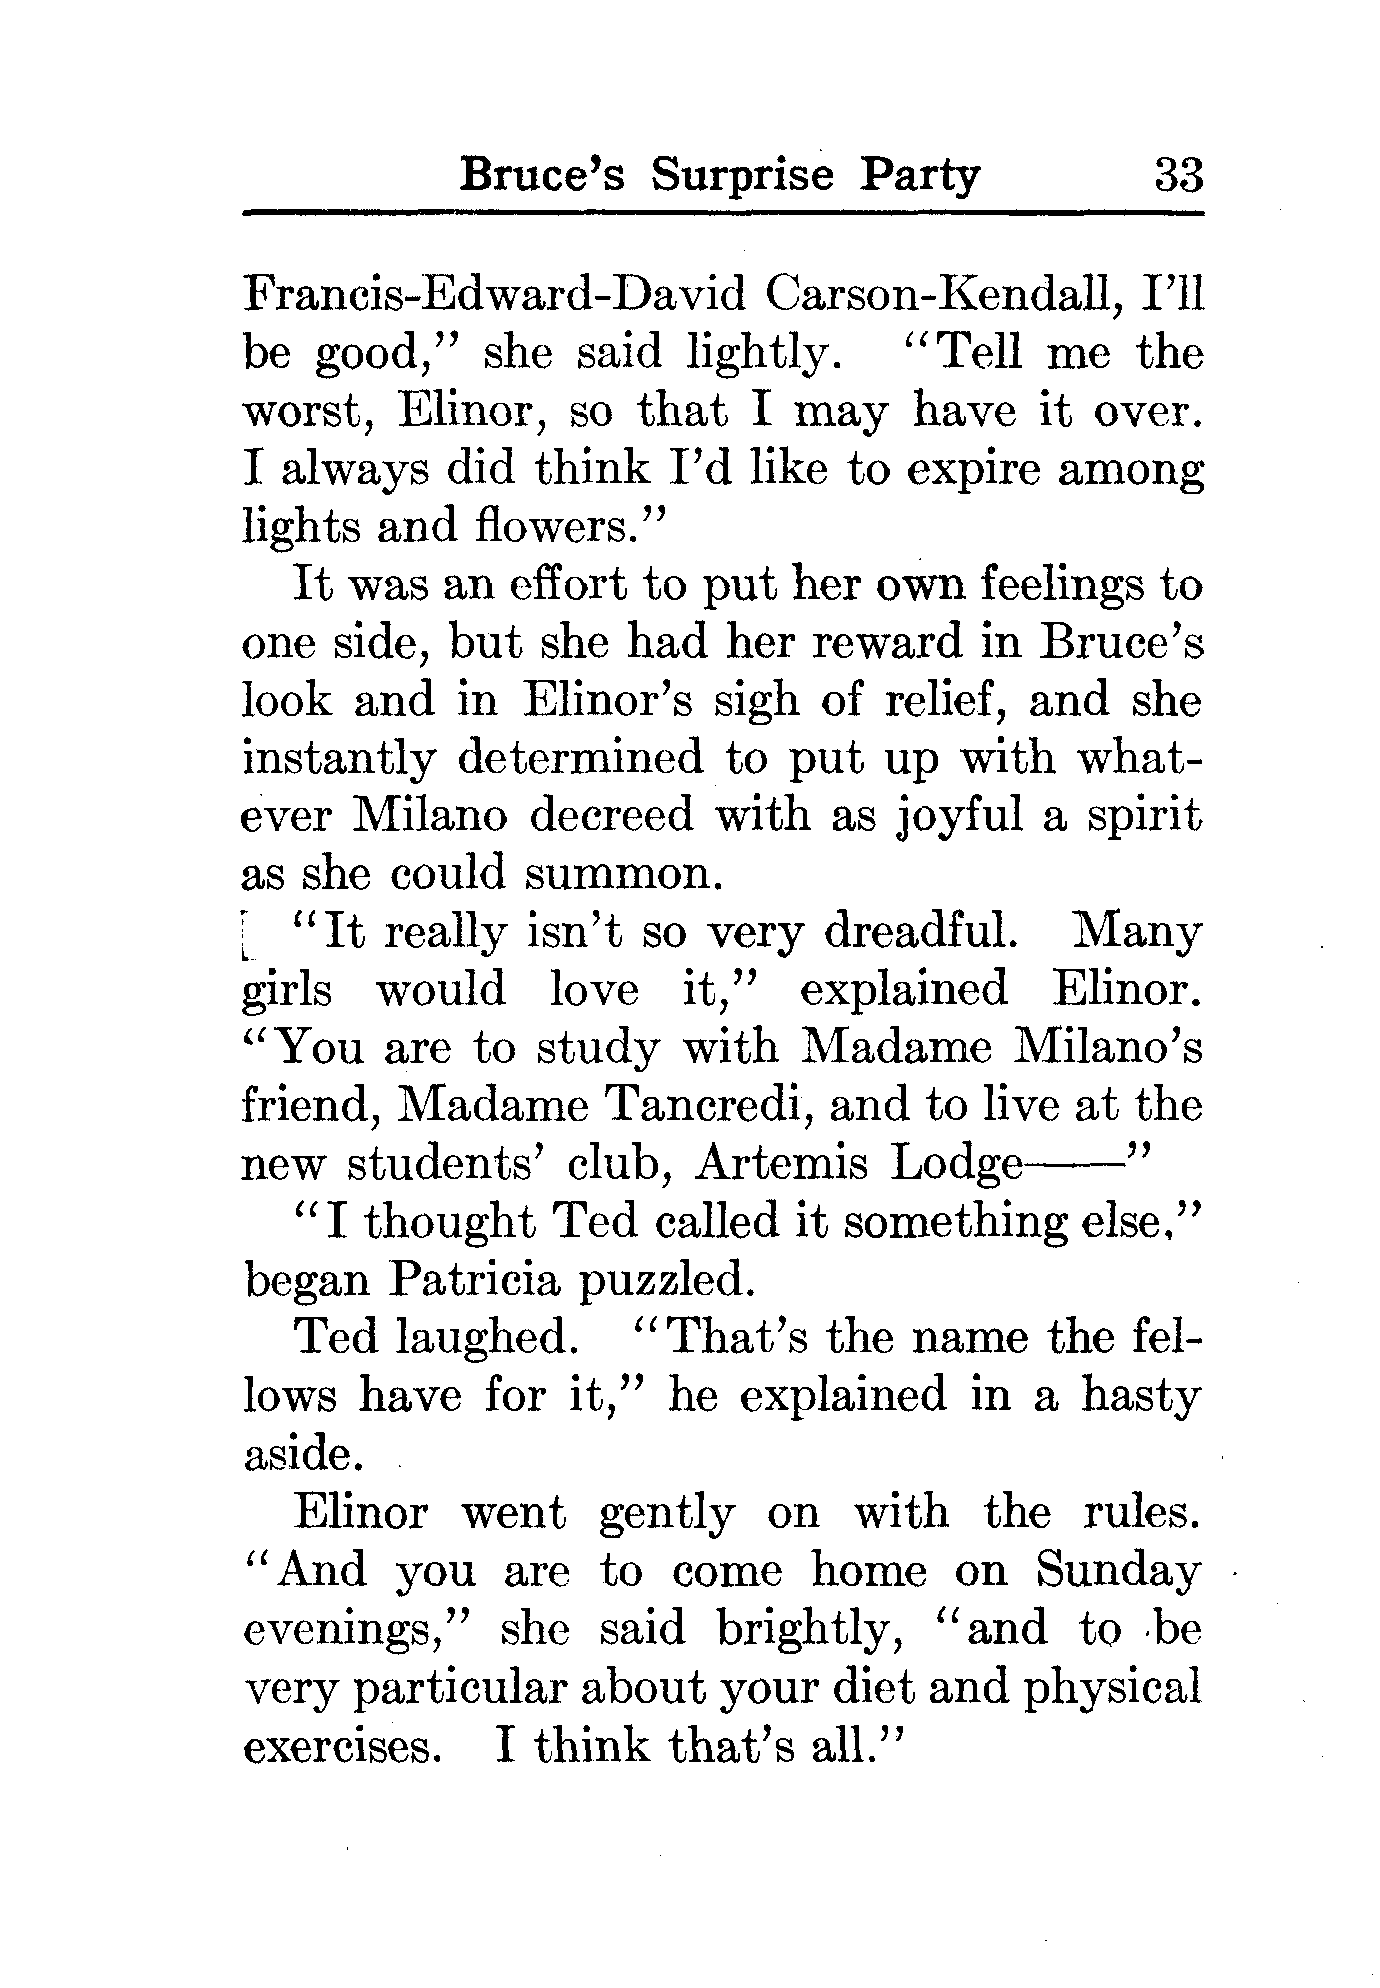 Bruce's Surprise Party 33
Francis-Edward-David Carson-Kendall, I'll
be good," she said lightly. "Tell me the
worst, Elinor, so that I may have it over.
I always did think I'd like to expire among
lights and flowers."
It was an effort to put her own feelings to
one side, but she had her reward in Bruce's
look and in Elinor's sigh of relief, and she
instantly determined to put up with what-
ever Milano decreed with as joyful a spirit
as she could summon.
"It really isn't so very dreadful. Many
girls would love it," explained Elinor.
"You are to study with Madame Milano's
friend, Madame Tancredi, and to live at the
new students' club, Artemis Lodge——"
"I thought Ted called it something else,"
began Patricia puzzled.
Ted laughed. "That's the name the fel-
lows have for it," he explained in a hasty
aside.
Elinor went gently on with the rules.
"And you are to come home on Sunday
evenings," she said brightly, "and to be
very particular about your diet and physical
exercises. I think that's all."